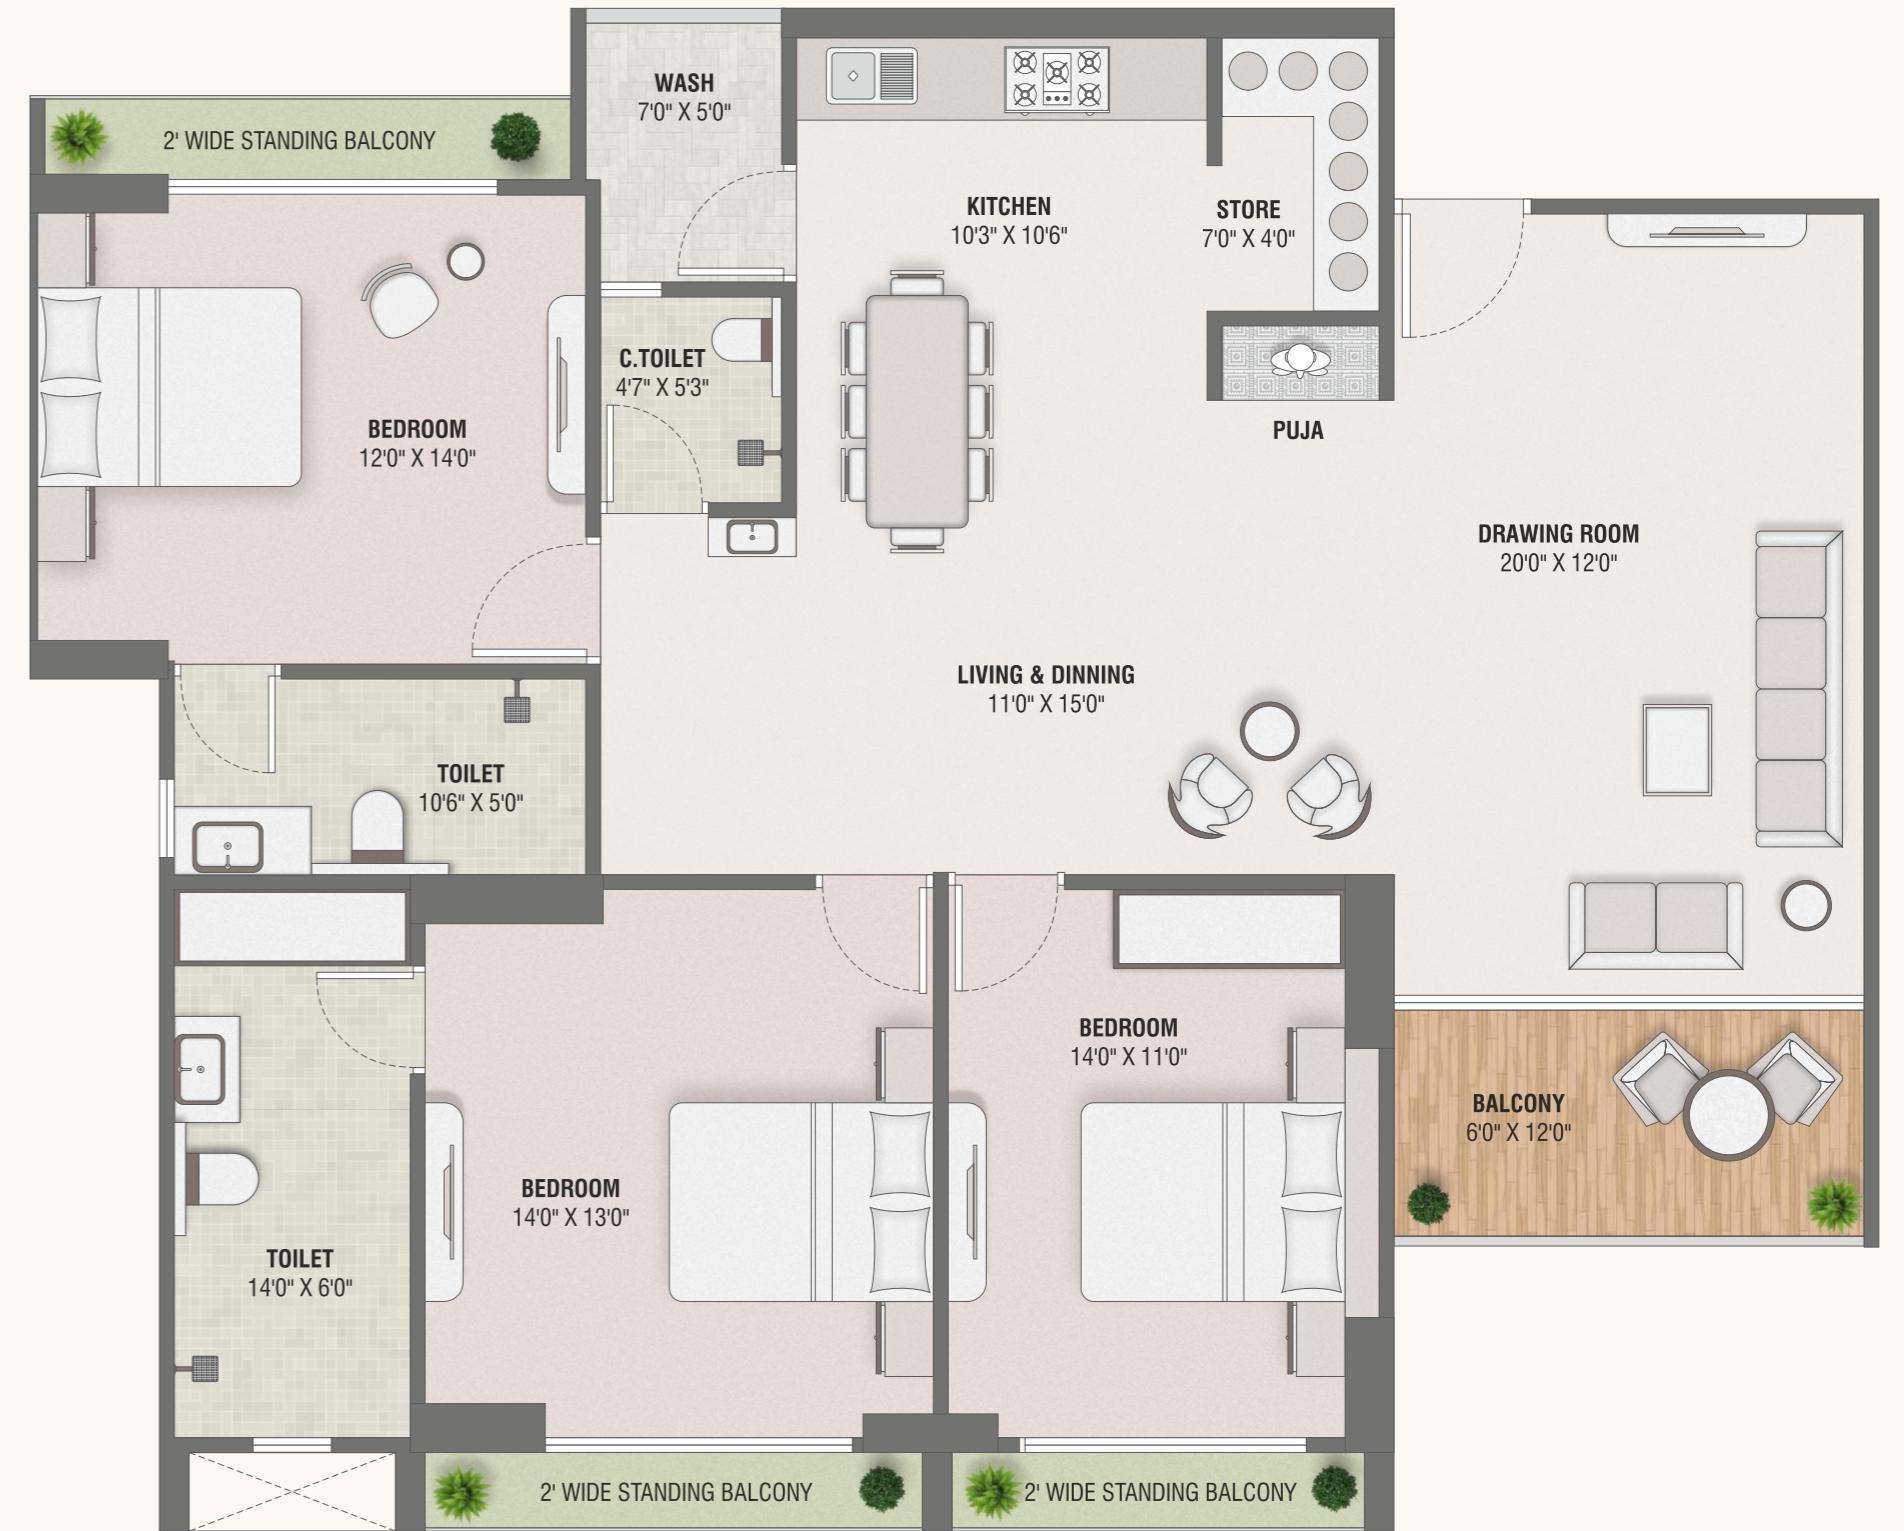 WASH
7'0" X 5'0"
2' WIDE STANDING BALCONY
KITCHEN
10'3" X 10'6"
STORE
7'0" X 4'0"
C.TOILET
4'7" X 5'3"
BEDROOM
12'0" X 14'0"
PUJA
DRAWING ROOM
20'0" X 12'0"
LIVING & DINNING
11'0" X 15'0"
TOILET
10'6" X 5'0"
BEDROOM
14'0" X 11'0"
BALCONY
6'0" X 12'0"
BEDROOM
14'0" X 13'0"
TOILET
14'0" X 6'0"
2' WIDE STANDING BALCONY
2' WIDE STANDING BALCONY